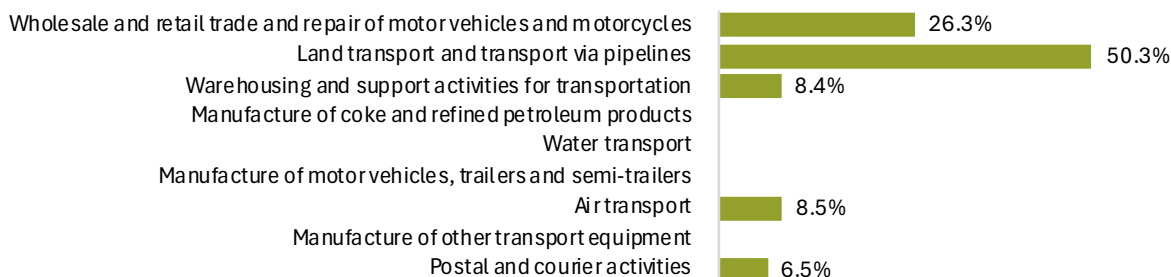 Wholesale and retail trade and repair of motor vehicles and motorcycles 26.3%
Land transport and transport via pipelines 50.3%
Warehousing and support activities for transportation 8.4%
Manufacture of coke and refined petroleum products
Water transport
Manufacture of motor vehicles, trailers and semi-trailers
Air transport 8.5%
Manufacture of other transport equipment
Postal and courier activities 6.5%